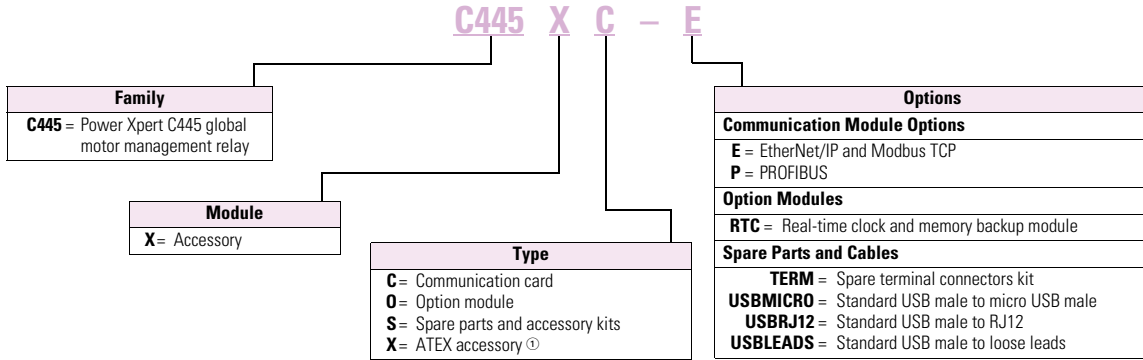 C445 X C – E
Family
C445 = Power Xpert C445 global
motor management relay
Module
X = Accessory
Type
C = Communication card
O = Option module
S = Spare parts and accessory kits
X = ATEX accessory ①
Options
Communication Module Options
E = EtherNet/IP and Modbus TCP
P = PROFIBUS
Option Modules
RTC = Real-time clock and memory backup module
Spare Parts and Cables
TERM = Spare terminal connectors kit
USBMICRO = Standard USB male to micro USB male
USBRJ12 = Standard USB male to RJ12
USBLEADS = Standard USB male to loose leads